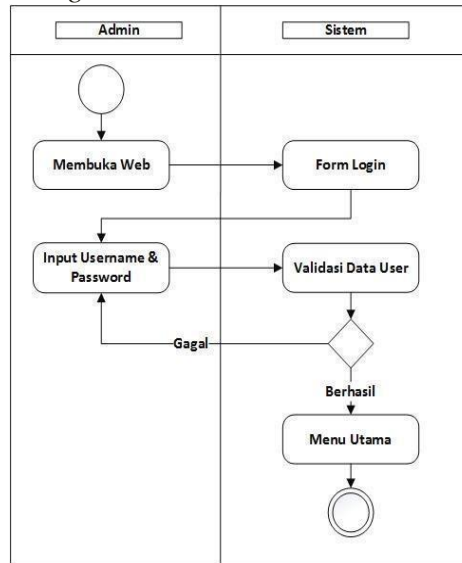 Admin
Sistem
Membuka Web
Form Login
Input Username &
Password
Validasi Data User
Gagal
Berhasil
Menu Utama